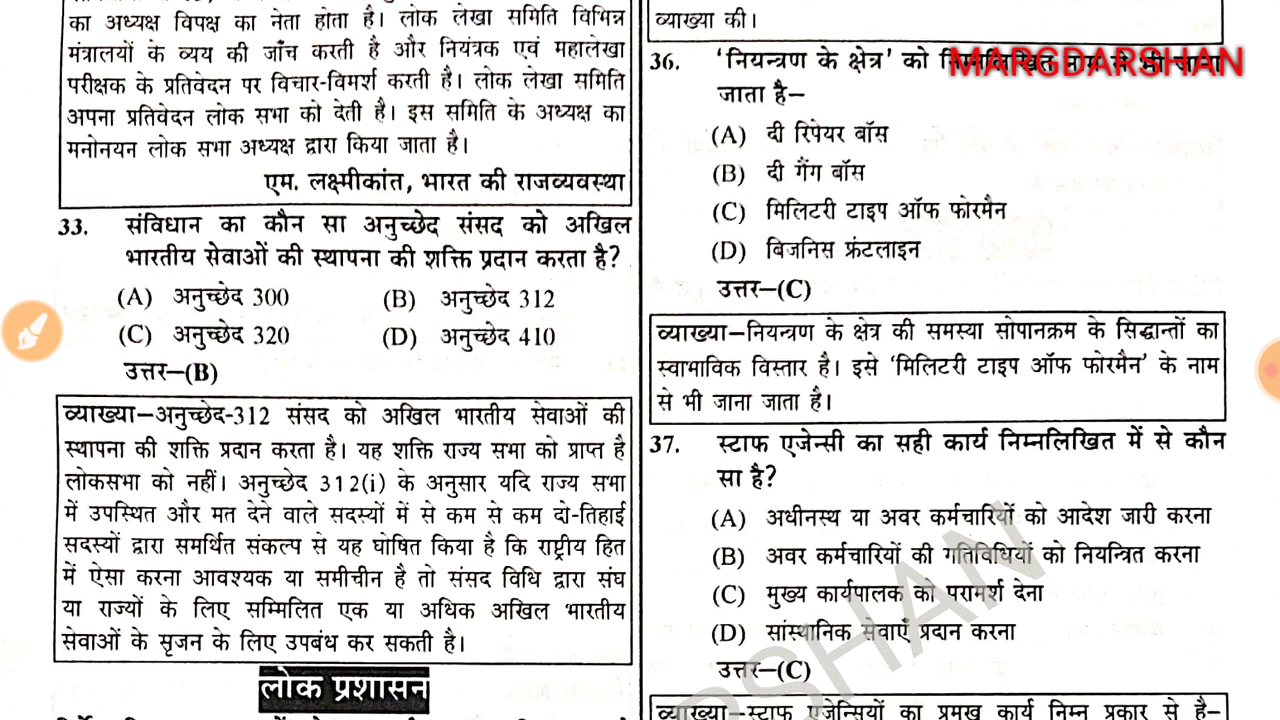 का अध्यक्ष विपक्ष का नेता होता है। लोक लेखा समिति विभिन्न
मंत्रालयों के व्यय की जाँच करती है और नियंत्रक एवं महालेखा
परीक्षक के प्रतिवेदन पर विचार-विमर्श करती है। लोक लेखा समिति
अपना प्रतिवेदन लोक सभा को देती है। इस समिति के अध्यक्ष का
मनोनयन लोक सभा अध्यक्ष द्वारा किया जाता है।
एम. लक्ष्मीकांत, भारत की राजव्यवस्था
33. संविधान का कौन सा अनुच्छेद संसद को अखिल
भारतीय सेवाओं की स्थापना की शक्ति प्रदान करता है?
(A) अनुच्छेद 300 (B) अनुच्छेद 312
(C) अनुच्छेद 320 (D) अनुच्छेद 410
उत्तर–(B)
व्याख्या–अनुच्छेद-312 संसद को अखिल भारतीय सेवाओं की
स्थापना की शक्ति प्रदान करता है। यह शक्ति राज्य सभा को प्राप्त है
लोकसभा को नहीं। अनुच्छेद 312(i) के अनुसार यदि राज्य सभा
में उपस्थित और मत देने वाले सदस्यों में से कम से कम दो-तिहाई
सदस्यों द्वारा समर्थित संकल्प से यह घोषित किया है कि राष्ट्रीय हित
में ऐसा करना आवश्यक या समीचीन है तो संसद विधि द्वारा संघ
या राज्यों के लिए सम्मिलित एक या अधिक अखिल भारतीय
सेवाओं के सृजन के लिए उपबंध कर सकती है।
लोक प्रशासन
व्याख्या की।
36. 'नियन्त्रण के क्षेत्र' को निम्नलिखित नाम से भी जाना
MARGDARSHAN
जाता है–
(A) दी रिपेयर बॉस
(B) दी गैंग बॉस
(C) मिलिटरी टाइप ऑफ फोरमैन
(D) बिजनिस फ्रंटलाइन
उत्तर–(C)
व्याख्या–नियन्त्रण के क्षेत्र की समस्या सोपानक्रम के सिद्धान्तों का
स्वाभाविक विस्तार है। इसे 'मिलिटरी टाइप ऑफ फोरमैन' के नाम
से भी जाना जाता है।
37. स्टाफ एजेन्सी का सही कार्य निम्नलिखित में से कौन
सा है?
(A) अधीनस्थ या अवर कर्मचारियों को आदेश जारी करना
(B) अवर कर्मचारियों की गतिविधियों को नियन्त्रित करना
(C) मुख्य कार्यपालक को परामर्श देना
(D) सांस्थानिक सेवाएँ प्रदान करना
उत्तर–(C)
व्याख्या–स्टाफ एजेन्सियों का प्रमुख कार्य निम्न प्रकार से है–